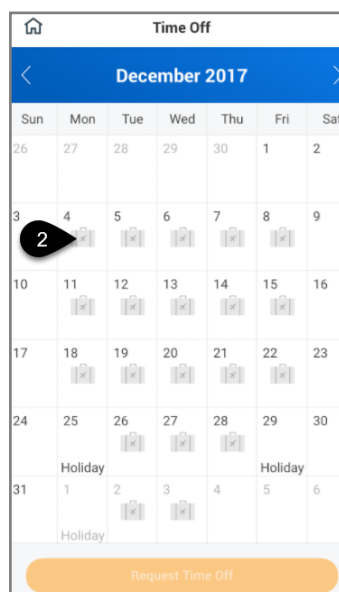 Time Off
December 2017
Sun Mon Tue Wed Thu Fri Sat
26 27 28 29 30 1 2
3 4 5 6 7 8 9
2
10 11 12 13 14 15 16
17 18 19 20 21 22 23
24 25 26 27 28 29 30
Holiday Holiday
31 1 2 3 4 5 6
Holiday
Request Time Off